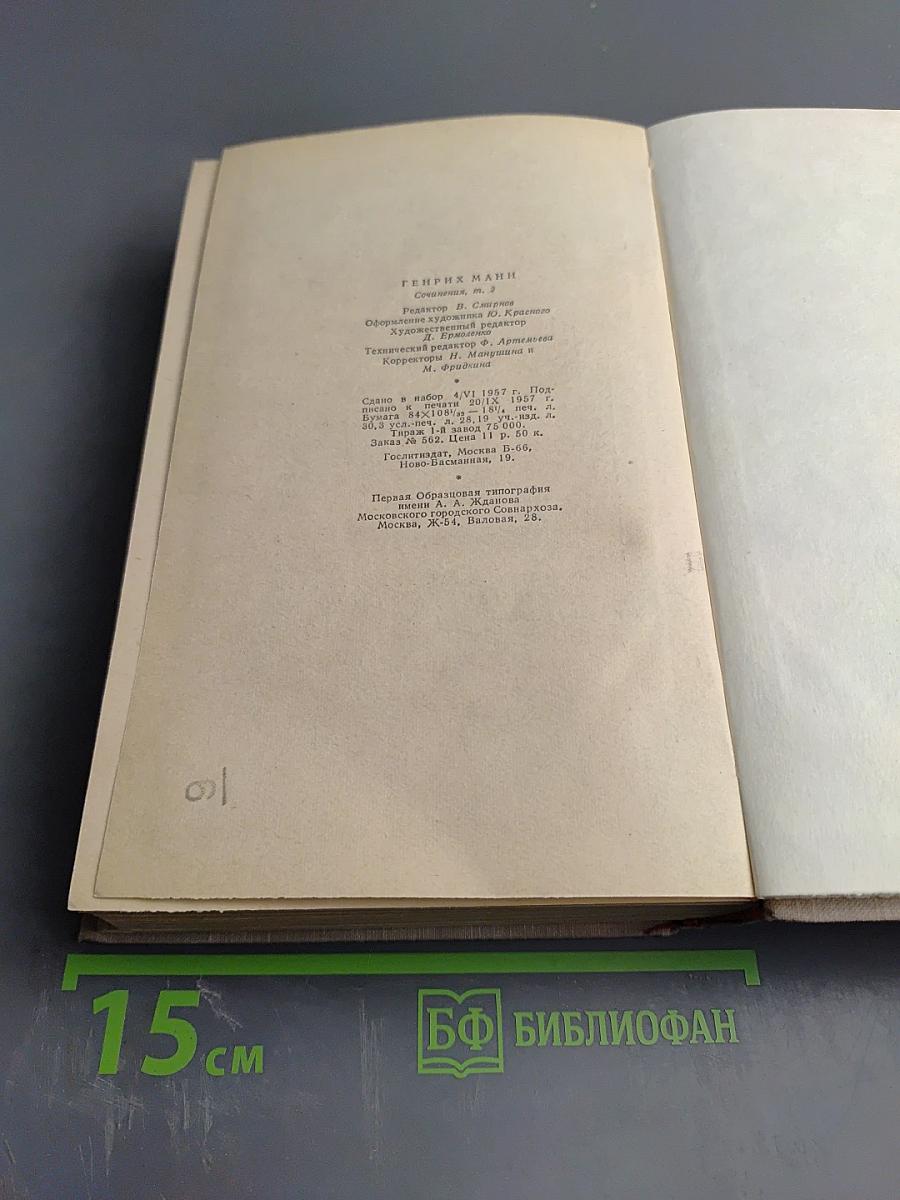 ГЕНРИХ МАНН
Сочинения, т. 2
Редактор В. Смирнов
Оформление художника Ю. Красного
Художественный редактор
Д. Ермоленко
Технический редактор Ф. Артемьева
Корректоры Н. Манушина и
М. Фридкина
*
Сдано в набор 4/VI 1957 г. Под-
писано к печати 20/IX 1957 г.
Бумага 84×108¹/₃₂ — 18¹/₄ печ. л.
30,3 усл.-печ. л. 28,19 уч.-изд. л.
Тираж 1-й завод 75 000.
Заказ № 562. Цена 11 р. 50 к.
Гослитиздат, Москва Б-66,
Ново-Басманная, 19.
*
Первая Образцовая типография
имени А. А. Жданова
Московского городского Совнархоза.
Москва, Ж-54, Валовая, 28.
15 см
БФ БИБЛИОФАН